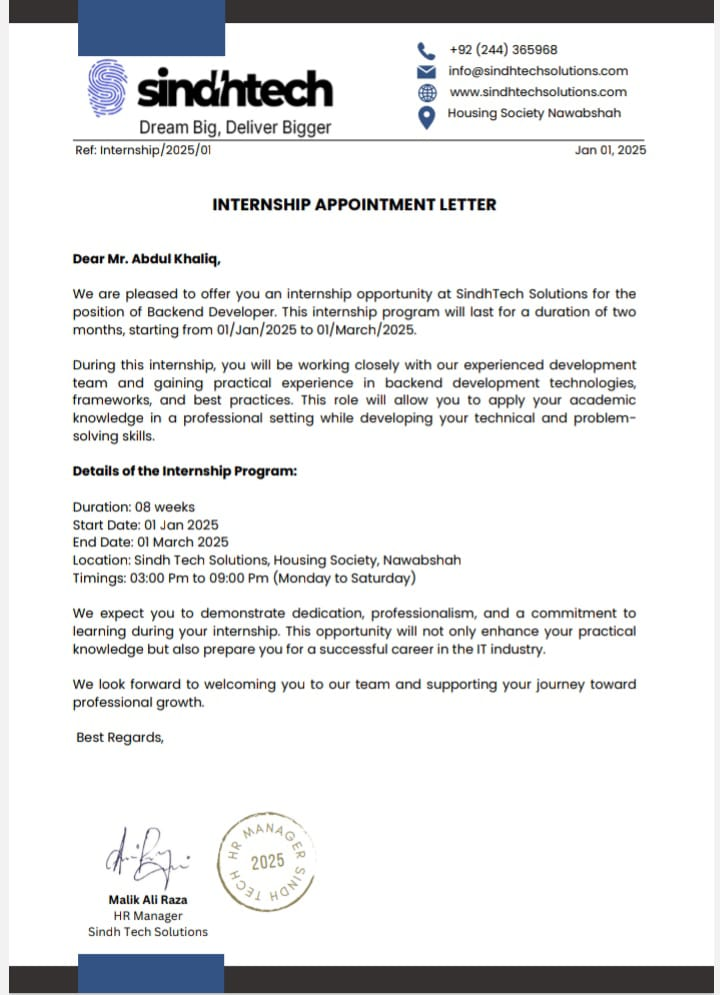 sindhtech
Dream Big, Deliver Bigger
+92 (244) 365968
info@sindhtechsolutions.com
www.sindhtechsolutions.com
Housing Society Nawabshah
Ref: Internship/2025/01
Jan 01, 2025
INTERNSHIP APPOINTMENT LETTER
Dear Mr. Abdul Khaliq,
We are pleased to offer you an internship opportunity at SindhTech Solutions for the
position of Backend Developer. This internship program will last for a duration of two
months, starting from 01/Jan/2025 to 01/March/2025.
During this internship, you will be working closely with our experienced development
team and gaining practical experience in backend development technologies,
frameworks, and best practices. This role will allow you to apply your academic
knowledge in a professional setting while developing your technical and problem-
solving skills.
Details of the Internship Program:
Duration: 08 weeks
Start Date: 01 Jan 2025
End Date: 01 March 2025
Location: Sindh Tech Solutions, Housing Society, Nawabshah
Timings: 03:00 Pm to 09:00 Pm (Monday to Saturday)
We expect you to demonstrate dedication, professionalism, and a commitment to
learning during your internship. This opportunity will not only enhance your practical
knowledge but also prepare you for a successful career in the IT industry.
We look forward to welcoming you to our team and supporting your journey toward
professional growth.
Best Regards,
HR MANAGER SINDH TECH
2025
Malik Ali Raza
HR Manager
Sindh Tech Solutions